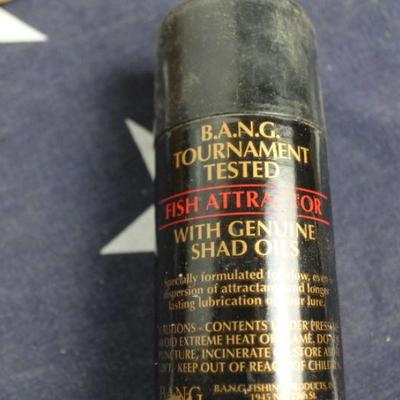 B.A.N.G.
TOURNAMENT
TESTED
FISH ATTRACTOR
WITH GENUINE
SHAD OILS
Specially formulated for slow, even
dispersion of attractant and longer
lasting lubrication of your lure.
CAUTIONS - CONTENTS UNDER PRESSURE
AVOID EXTREME HEAT OR FLAME. DO NOT
PUNCTURE, INCINERATE OR STORE ABOVE
KEEP OUT OF REACH OF CHILDREN
B.A.N.G. FISHING PRODUCTS, INC
B.A.N.G. 1945